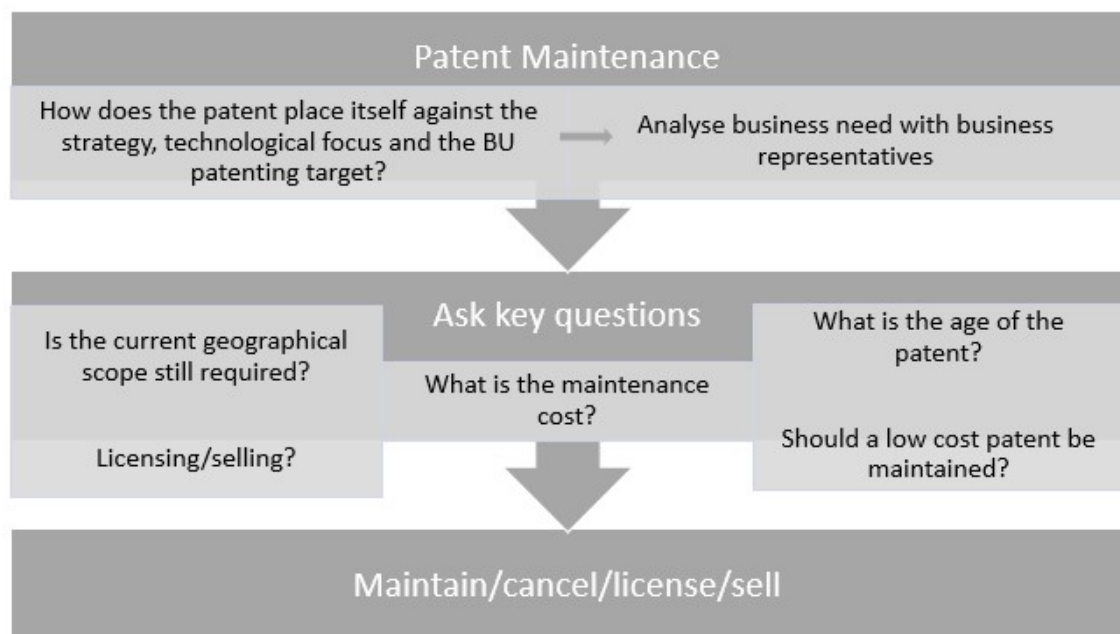 Patent Maintenance
How does the patent place itself against the
strategy, technological focus and the BU
patenting target?
Analyse business need with business
representatives
Ask key questions
Is the current geographical
scope still required?
Licensing/selling?
What is the maintenance
cost?
What is the age of the
patent?
Should a low cost patent be
maintained?
Maintain/cancel/license/sell